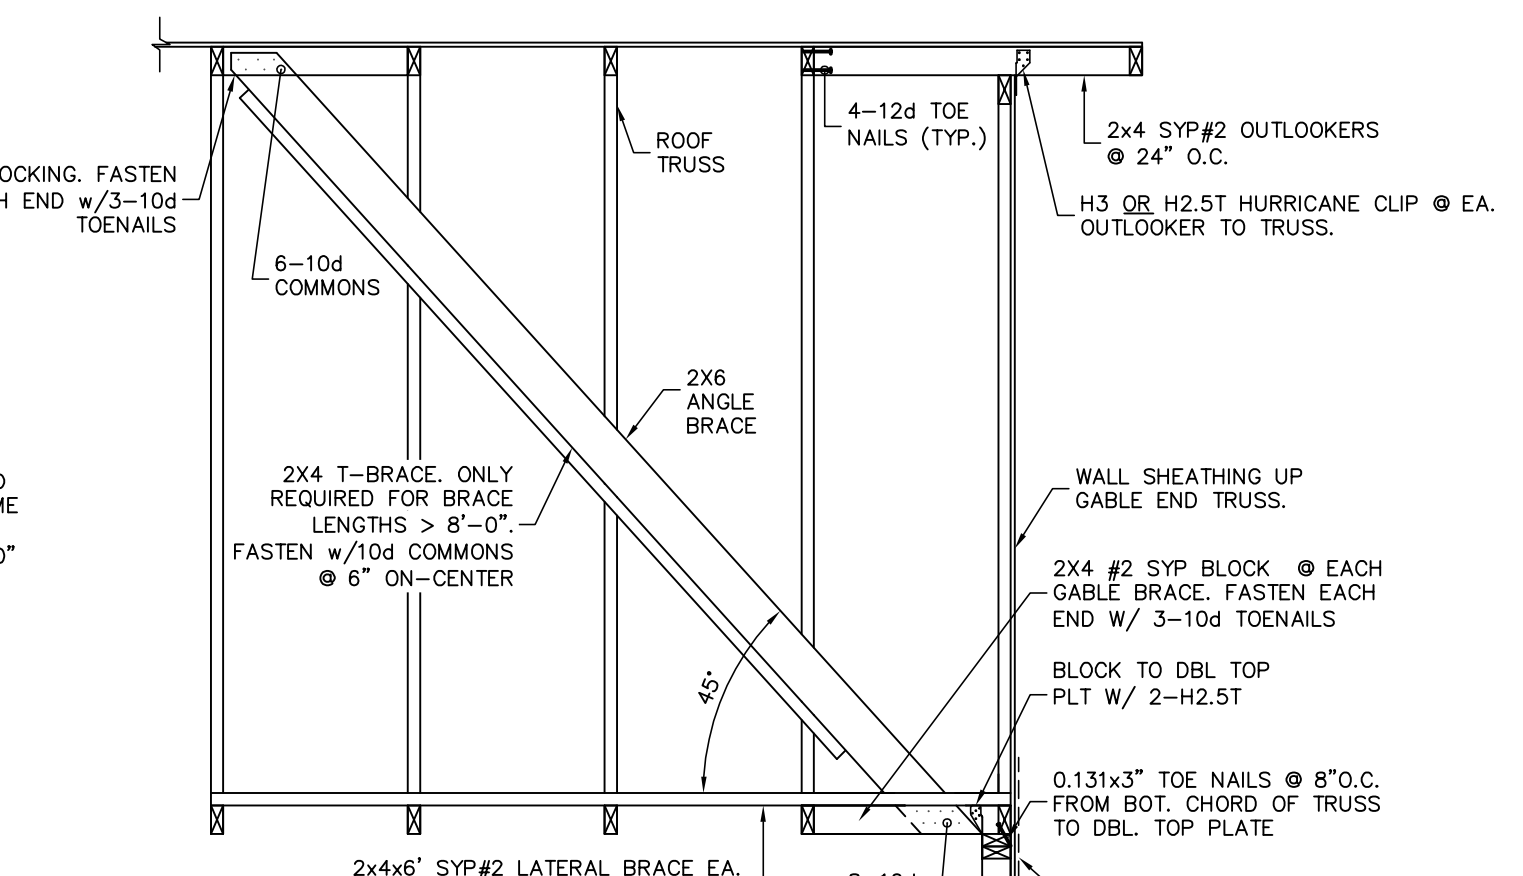 4-12d TOE
NAILS (TYP.)
2x4 SYP#2 OUTLOOKERS
@ 24" O.C.
ROOF
TRUSS
FASTEN
END w/3-10d
TOENAILS
H3 OR H2.5T HURRICANE CLIP @ EA.
OUTLOOKER TO TRUSS.
6-10d
COMMONS
2X6
ANGLE
BRACE
2X4 T-BRACE. ONLY
REQUIRED FOR BRACE
LENGTHS > 8'-0".
FASTEN w/10d COMMONS
@ 6" ON-CENTER
WALL SHEATHING UP
GABLE END TRUSS.
2X4 #2 SYP BLOCK @ EACH
GABLE BRACE. FASTEN EACH
END W/ 3-10d TOENAILS
45°
BLOCK TO DBL TOP
PLT W/ 2-H2.5T
0.131x3" TOE NAILS @ 8"O.C.
FROM BOT. CHORD OF TRUSS
TO DBL. TOP PLATE
2x4x6' SYP#2 LATERAL BRACE EA.